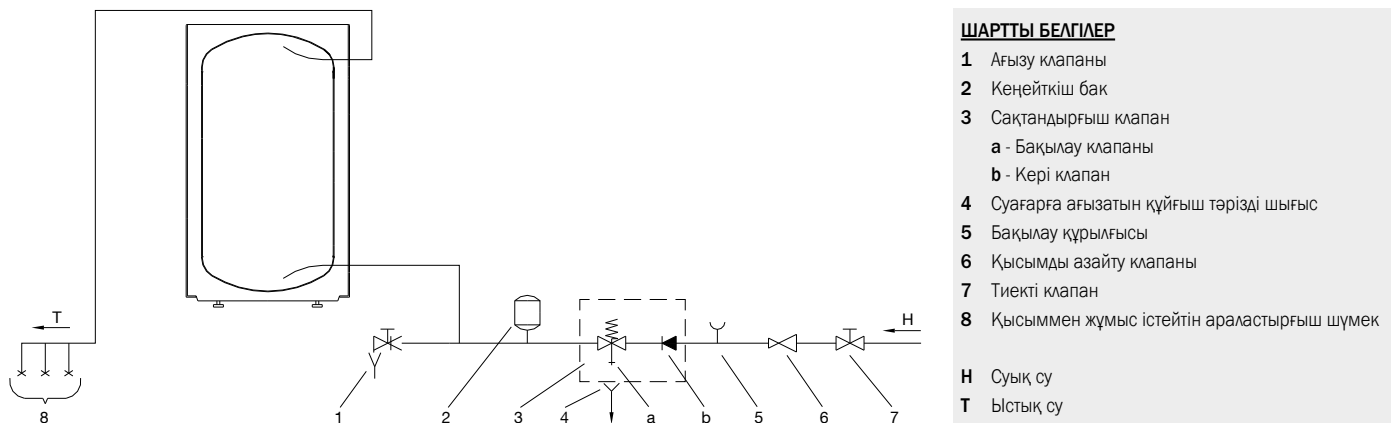 T
H
8
1
2
3
4
a
b
5
6
7
ШАРТТЫ БЕЛГІЛЕР
1 Ағызу клапаны
2 Кеңейткіш бак
3 Сақтандырғыш клапан
a - Бақылау клапаны
b - Кері клапан
4 Суағарға ағызатын құйғыш тәрізді шығыс
5 Бақылау құрылғысы
6 Қысымды азайту клапаны
7 Тиекті клапан
8 Қысыммен жұмыс істейтін араластырғыш шүмек
H Суық су
T Ыстық су